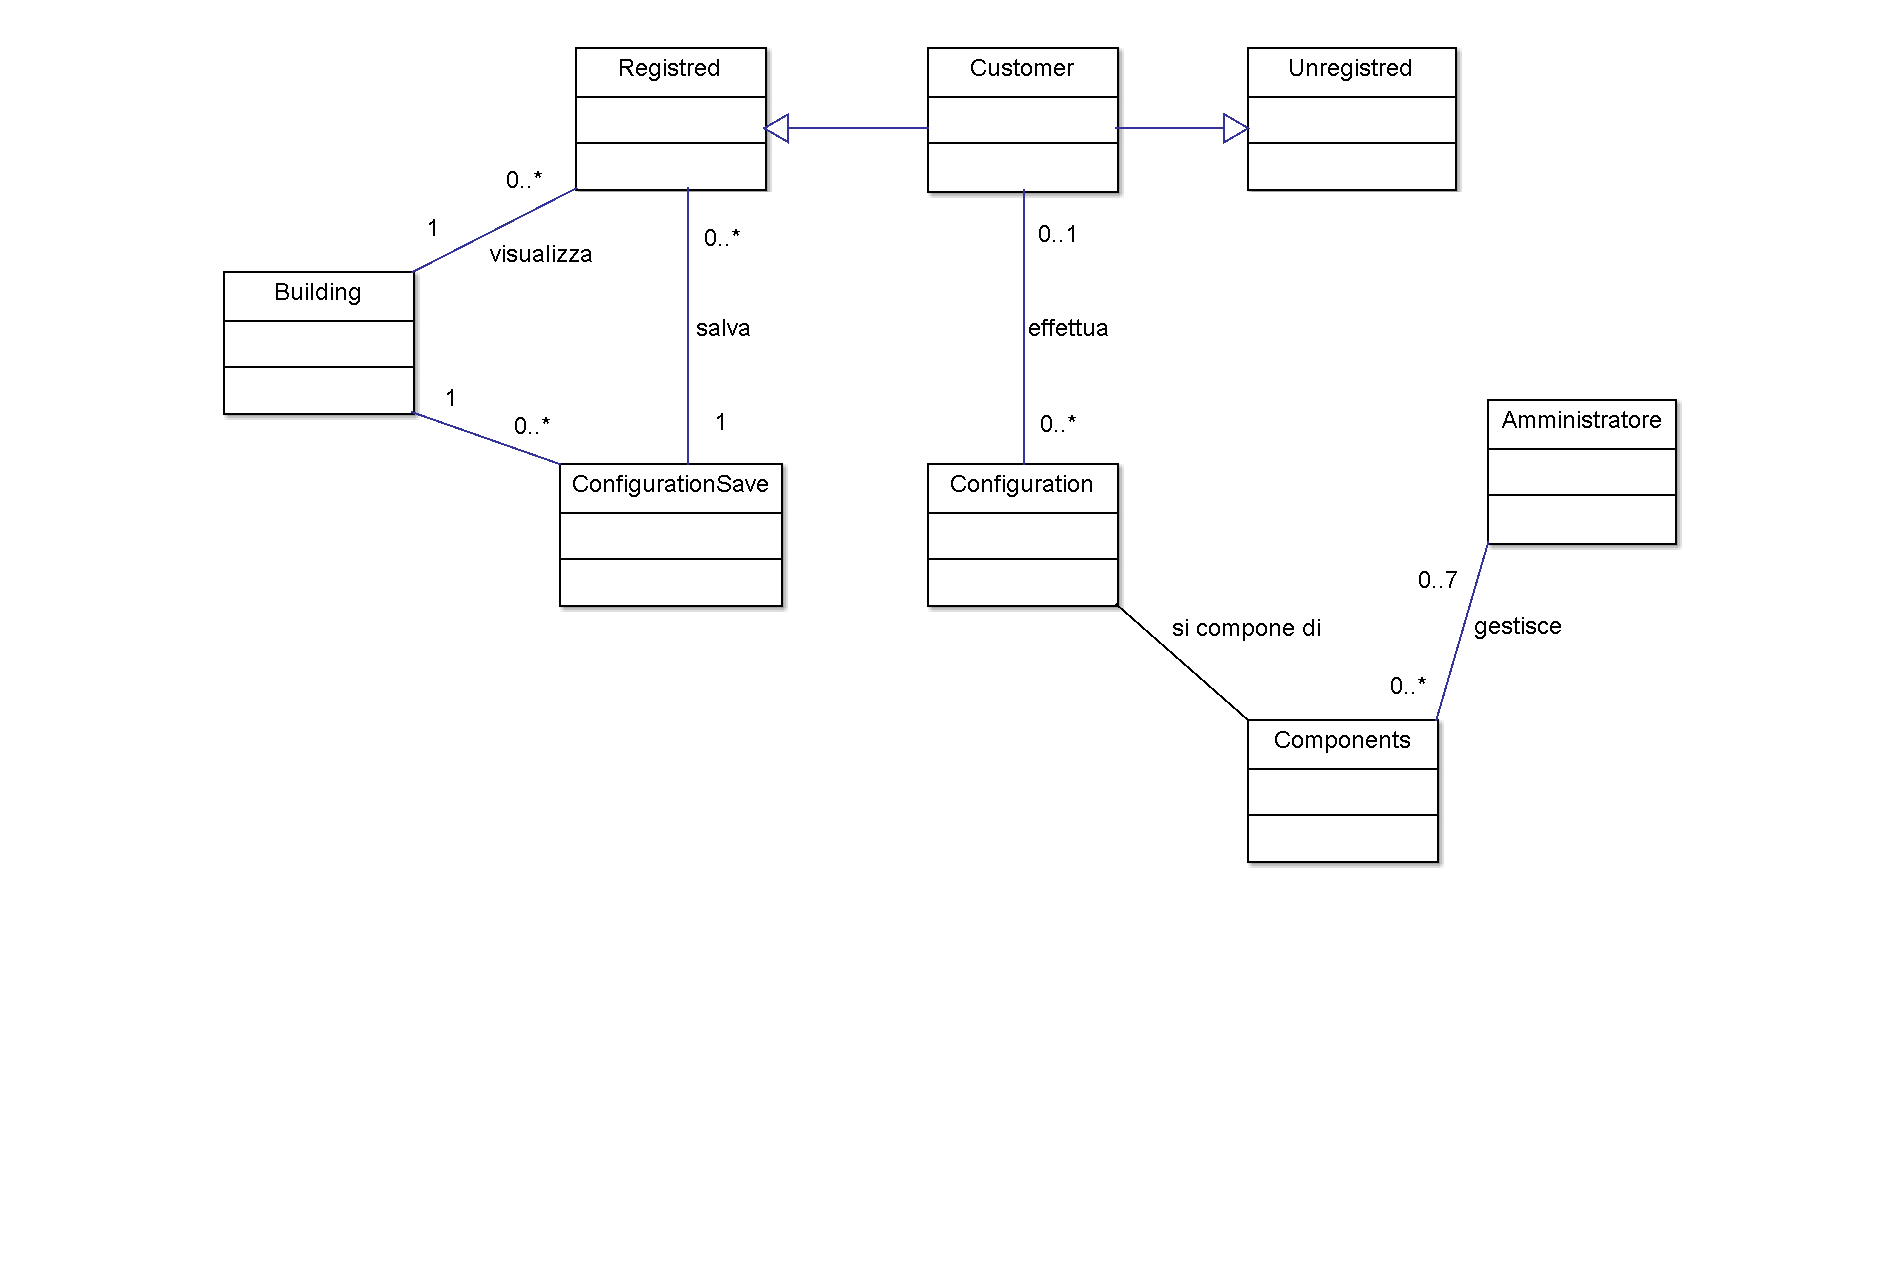 Registred
Customer
Unregistred
0..*
1
visualizza
0..*
0..1
Building
salva
effettua
1
0..*
1
0..*
Amministratore
ConfigurationSave
Configuration
0..7
si compone di
gestisce
0..*
Components